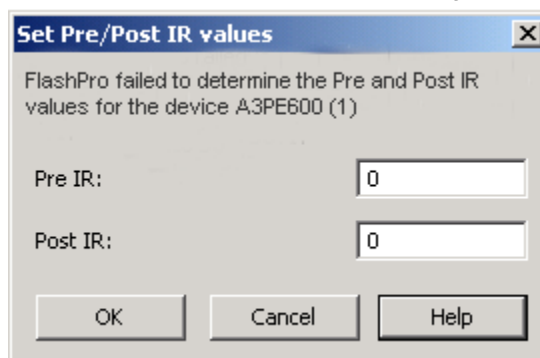 Set Pre/Post IR values
FlashPro failed to determine the Pre and Post IR
values for the device A3PE600 (1)
Pre IR: 0
Post IR: 0
OK Cancel Help